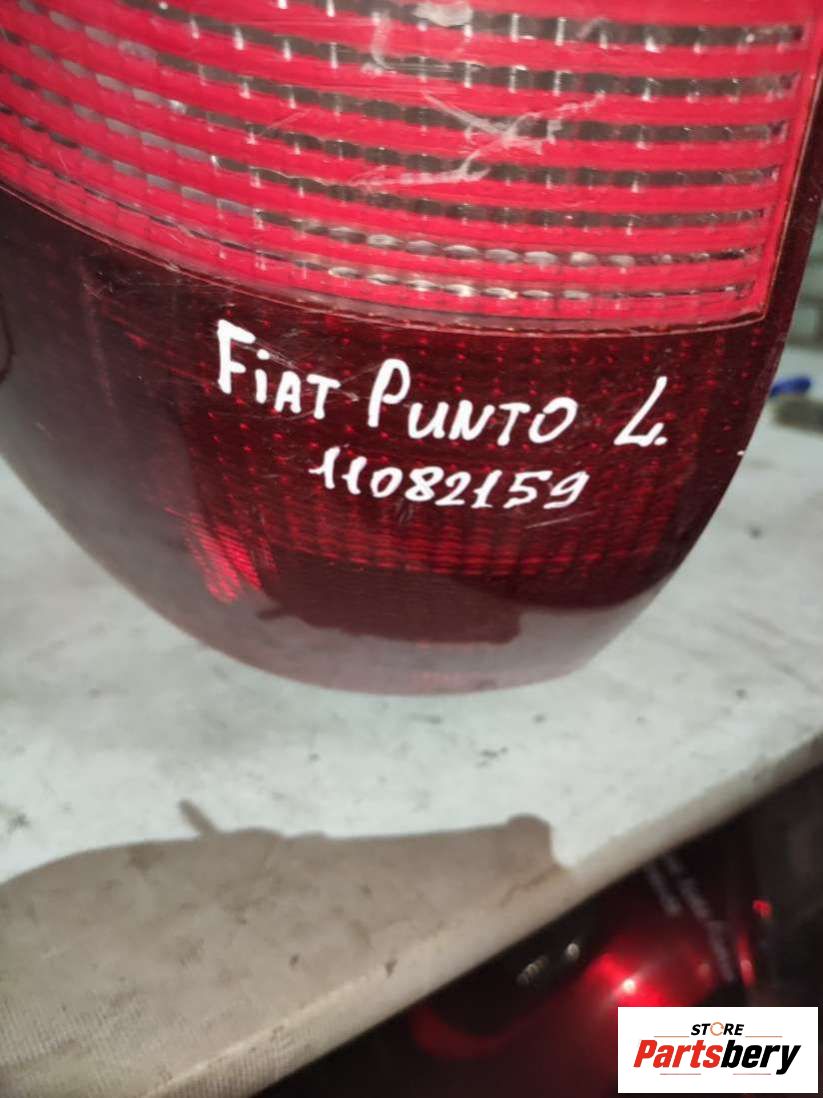 FiAT PUNTO L.
11082159
STORE
Partsbery